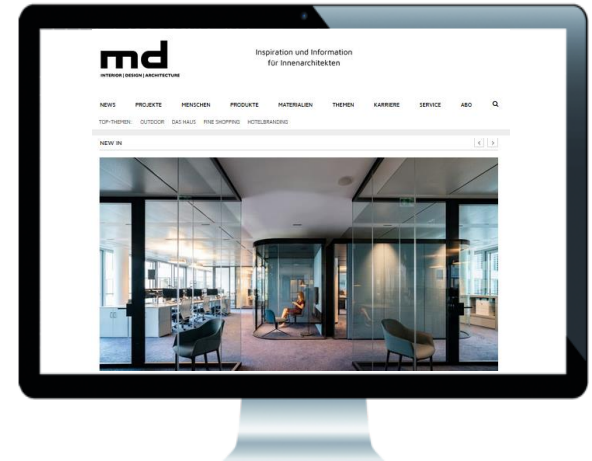 md
INTERIOR | DESIGN | ARCHITECTURE
Inspiration und Information
für Innenarchitekten
NEWS PROJEKTE MENSCHEN PRODUKTE MATERIALIEN THEMEN KARRIERE SERVICE ABO
TOP-THEMEN: OUTDOOR DAS HAUS FINE SHOPPING HOTELBRANDING
NEW IN